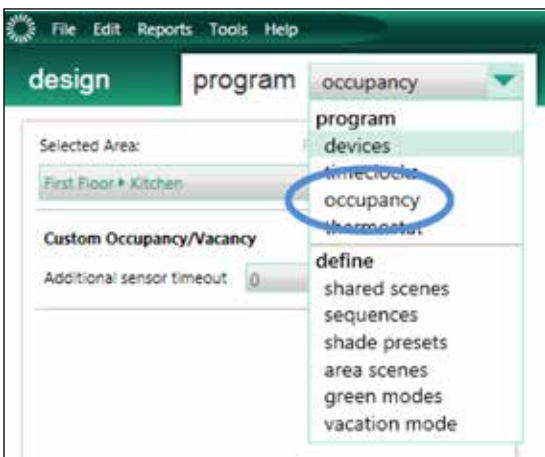 File Edit Reports Tools Help
design program occupancy
Selected Area:
First Floor Kitchen
Custom Occupancy/Vacancy
Additional sensor timeout 0
program
devices
timeclocks
occupancy
thermostat
define
shared scenes
sequences
shade presets
area scenes
green modes
vacation mode